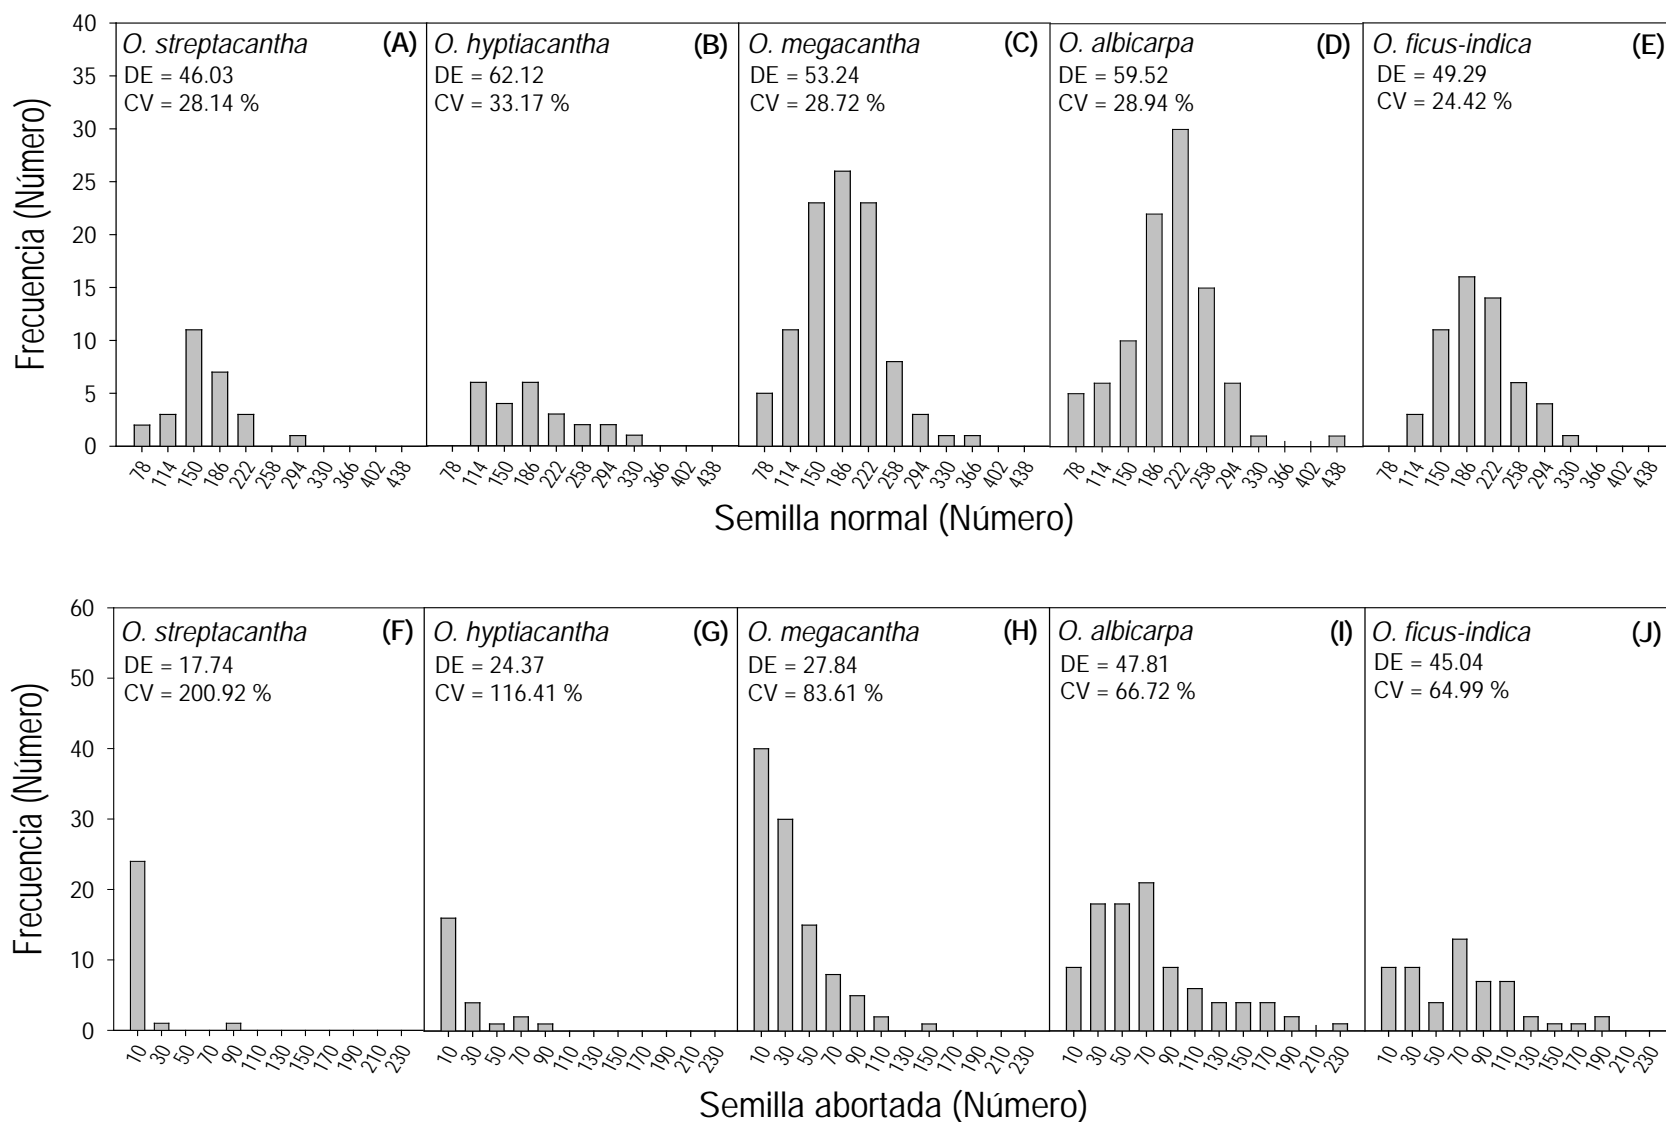 O. streptacantha (A)
DE = 46.03
CV = 28.14 %
O. hyptiacantha (B)
DE = 62.12
CV = 33.17 %
O. megacantha (C)
DE = 53.24
CV = 28.72 %
O. albicarpa (D)
DE = 59.52
CV = 28.94 %
O. ficus-indica (E)
DE = 49.29
CV = 24.42 %
Frecuencia (Número)
40
35
30
25
20
15
10
5
0
78 114 150 186 222 258 294 330 366 402 438
78 114 150 186 222 258 294 330 366 402 438
78 114 150 186 222 258 294 330 366 402 438
78 114 150 186 222 258 294 330 366 402 438
78 114 150 186 222 258 294 330 366 402 438
Semilla normal (Número)
O. streptacantha (F)
DE = 17.74
CV = 200.92 %
O. hyptiacantha (G)
DE = 24.37
CV = 116.41 %
O. megacantha (H)
DE = 27.84
CV = 83.61 %
O. albicarpa (I)
DE = 47.81
CV = 66.72 %
O. ficus-indica (J)
DE = 45.04
CV = 64.99 %
Frecuencia (Número)
60
50
40
30
20
10
0
10 30 50 70 90 110 130 150 170 190 210 230
10 30 50 70 90 110 130 150 170 190 210 230
10 30 50 70 90 110 130 150 170 190 210 230
10 30 50 70 90 110 130 150 170 190 210 230
10 30 50 70 90 110 130 150 170 190 210 230
Semilla abortada (Número)